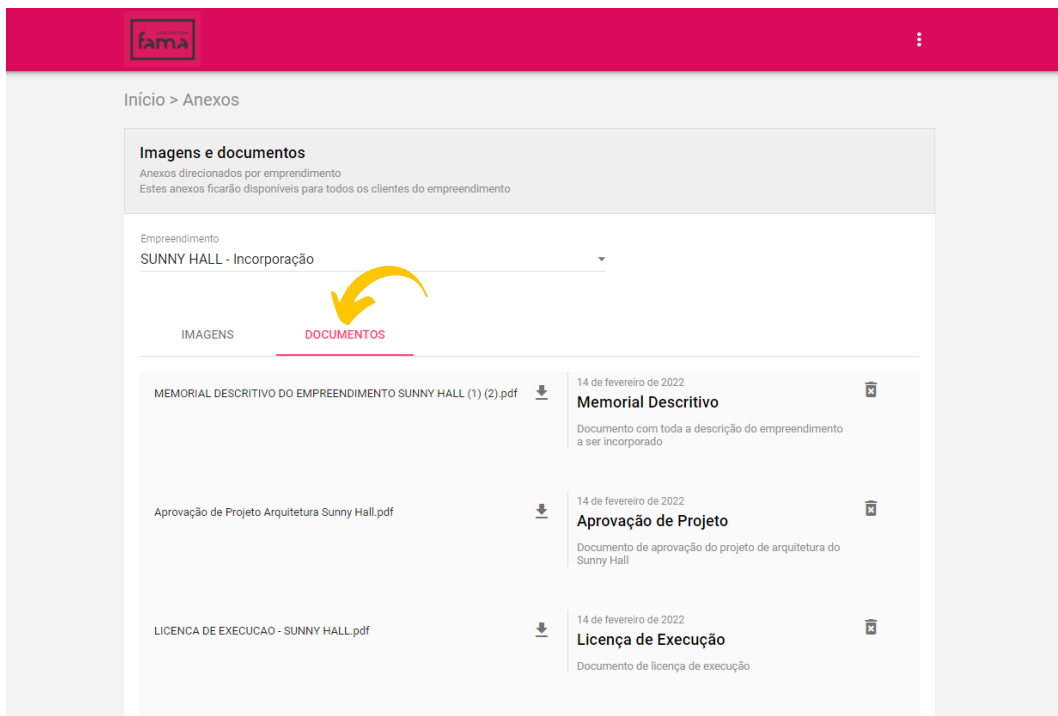 fama
Início > Anexos
Imagens e documentos
Anexos direcionados por emprendimento
Estes anexos ficarão disponíveis para todos os clientes do empreendimento
Empreendimento
SUNNY HALL - Incorporação
IMAGENS
DOCUMENTOS
MEMORIAL DESCRITIVO DO EMPREENDIMENTO SUNNY HALL (1) (2).pdf
14 de fevereiro de 2022
Memorial Descritivo
Documento com toda a descrição do empreendimento
a ser incorporado
Aprovação de Projeto Arquitetura Sunny Hall.pdf
14 de fevereiro de 2022
Aprovação de Projeto
Documento de aprovação do projeto de arquitetura do
Sunny Hall
LICENCA DE EXECUCAO - SUNNY HALL.pdf
14 de fevereiro de 2022
Licença de Execução
Documento de licença de execução